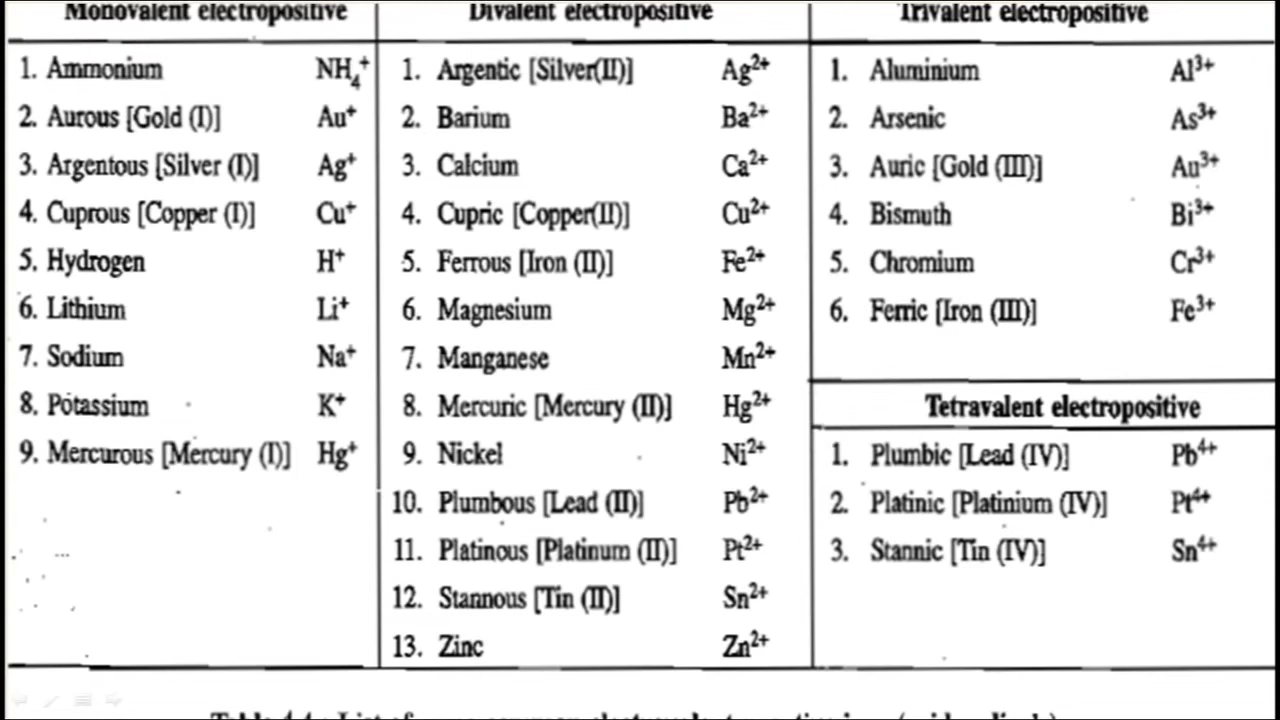 Monovalent electropositive
1. Ammonium NH₄⁺
2. Aurous [Gold (I)] Au⁺
3. Argentous [Silver (I)] Ag⁺
4. Cuprous [Copper (I)] Cu⁺
5. Hydrogen H⁺
6. Lithium Li⁺
7. Sodium Na⁺
8. Potassium K⁺
9. Mercurous [Mercury (I)] Hg⁺
Divalent electropositive
1. Argentic [Silver(II)] Ag²⁺
2. Barium Ba²⁺
3. Calcium Ca²⁺
4. Cupric [Copper(II)] Cu²⁺
5. Ferrous [Iron (II)] Fe²⁺
6. Magnesium Mg²⁺
7. Manganese Mn²⁺
8. Mercuric [Mercury (II)] Hg²⁺
9. Nickel Ni²⁺
10. Plumbous [Lead (II)] Pb²⁺
11. Platinous [Platinum (II)] Pt²⁺
12. Stannous [Tin (II)] Sn²⁺
13. Zinc Zn²⁺
Trivalent electropositive
1. Aluminium Al³⁺
2. Arsenic As³⁺
3. Auric [Gold (III)] Au³⁺
4. Bismuth Bi³⁺
5. Chromium Cr³⁺
6. Ferric [Iron (III)] Fe³⁺
Tetravalent electropositive
1. Plumbic [Lead (IV)] Pb⁴⁺
2. Platinic [Platinium (IV)] Pt⁴⁺
3. Stannic [Tin (IV)] Sn⁴⁺